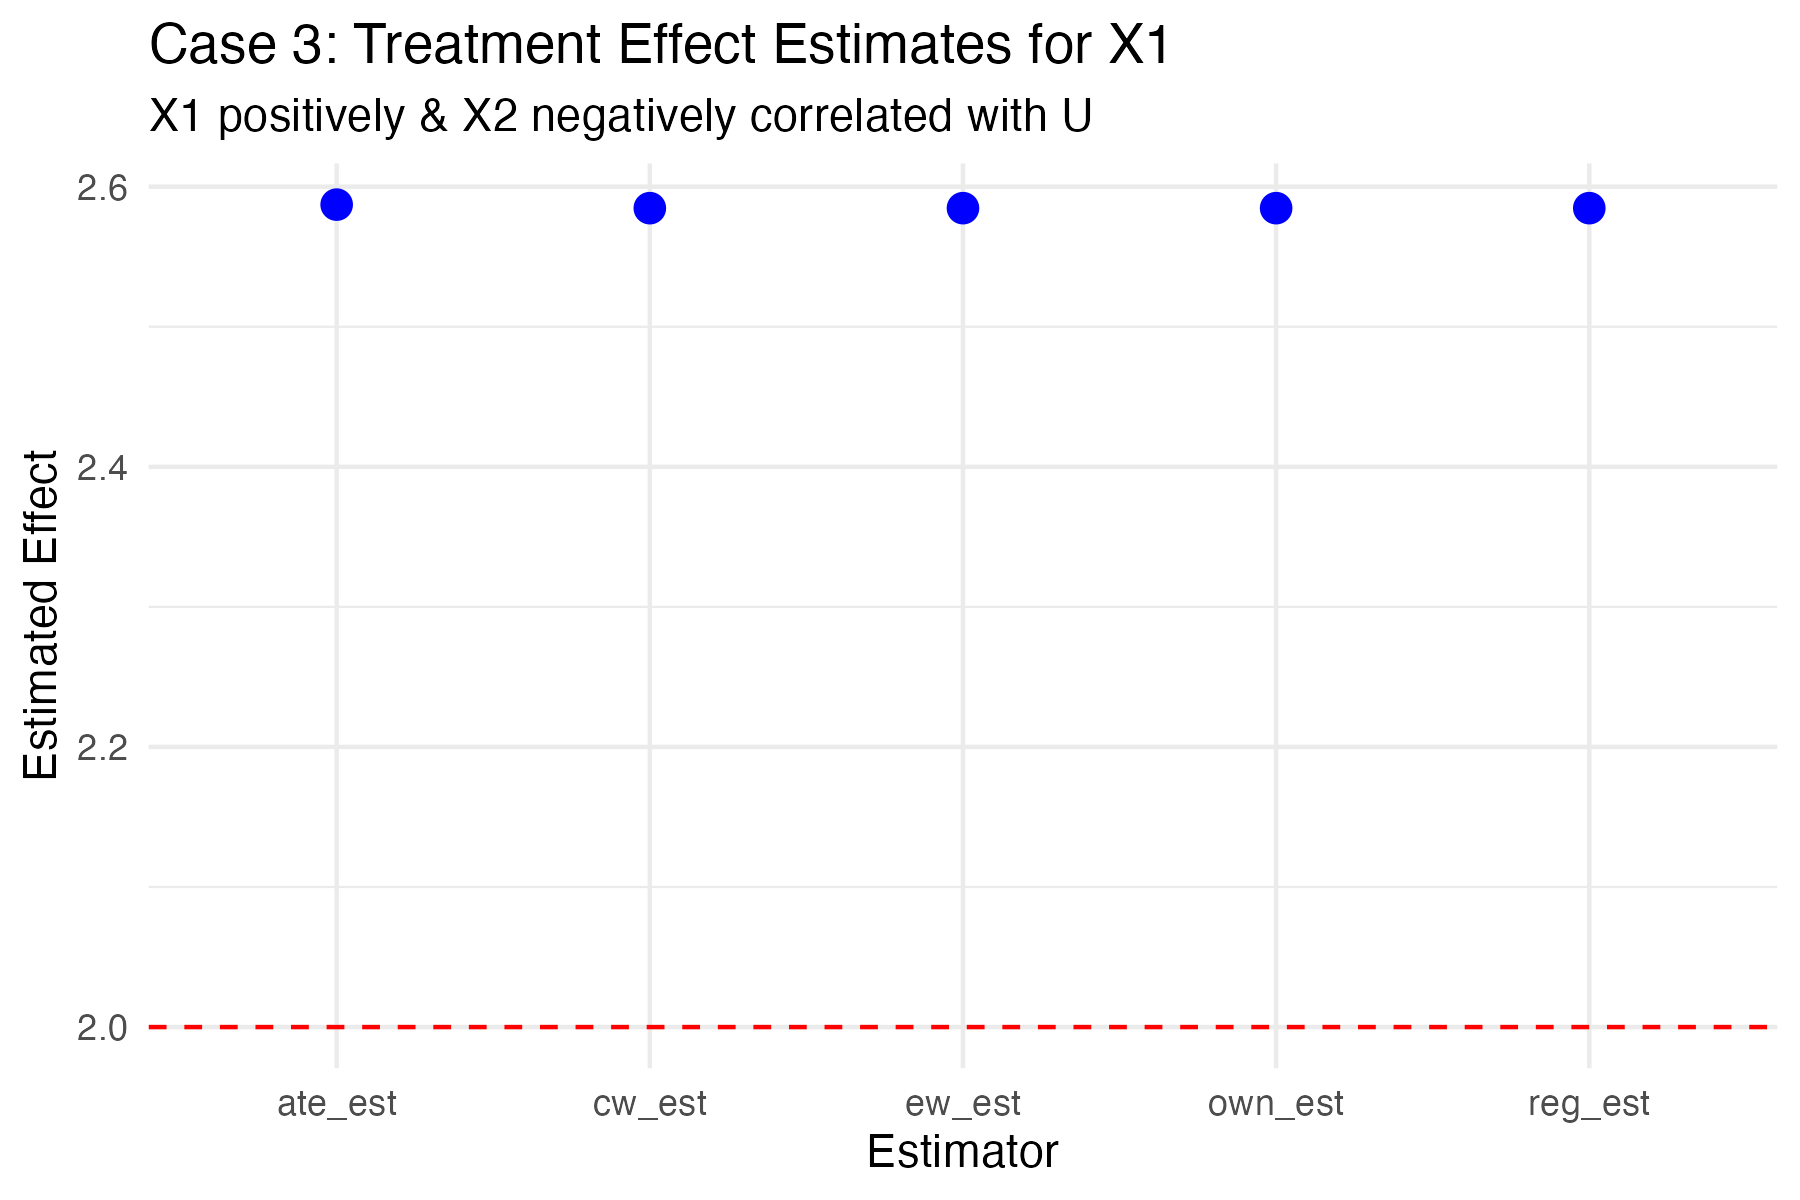 Case 3: Treatment Effect Estimates for X1
X1 positively & X2 negatively correlated with U
Estimated Effect
2.6
2.4
2.2
2.0
ate_est
cw_est
ew_est
own_est
reg_est
Estimator